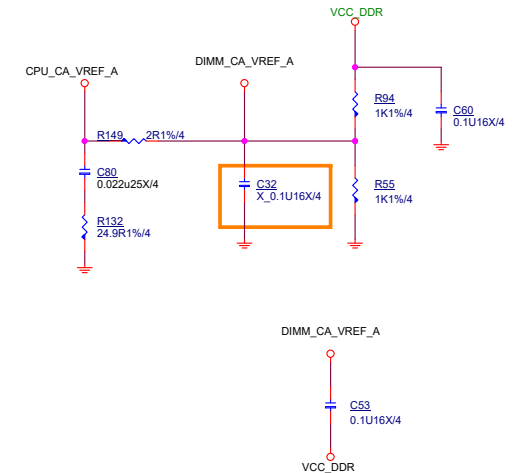 VCC_DDR
DIMM_CA_VREF_A
CPU_CA_VREF_A
R94
1K1%/4
C60
0.1U16X/4
R149
2R1%/4
C80
0.022u25X/4
C32
X_0.1U16X/4
R55
1K1%/4
R132
24.9R1%/4
DIMM_CA_VREF_A
C53
0.1U16X/4
VCC_DDR